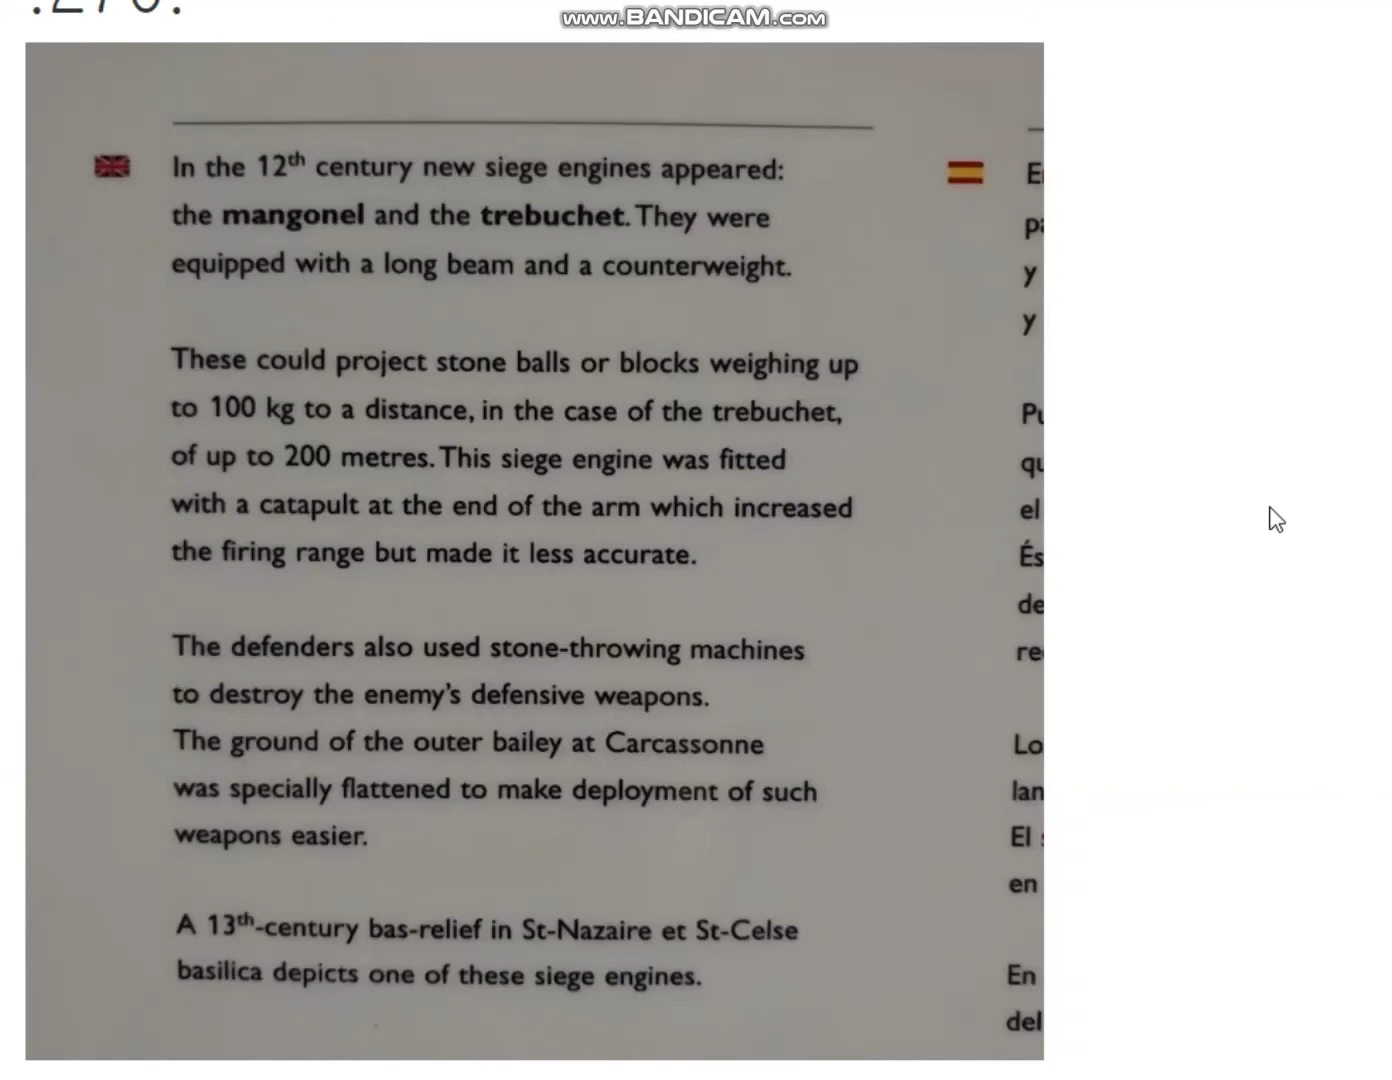 www.BANDICAM.com
In the 12th century new siege engines appeared:
the mangonel and the trebuchet. They were
equipped with a long beam and a counterweight.
These could project stone balls or blocks weighing up
to 100 kg to a distance, in the case of the trebuchet,
of up to 200 metres. This siege engine was fitted
with a catapult at the end of the arm which increased
the firing range but made it less accurate.
The defenders also used stone-throwing machines
to destroy the enemy's defensive weapons.
The ground of the outer bailey at Carcassonne
was specially flattened to make deployment of such
weapons easier.
A 13th-century bas-relief in St-Nazaire et St-Celse
basilica depicts one of these siege engines.
y
y
el
de
El
en
En
del